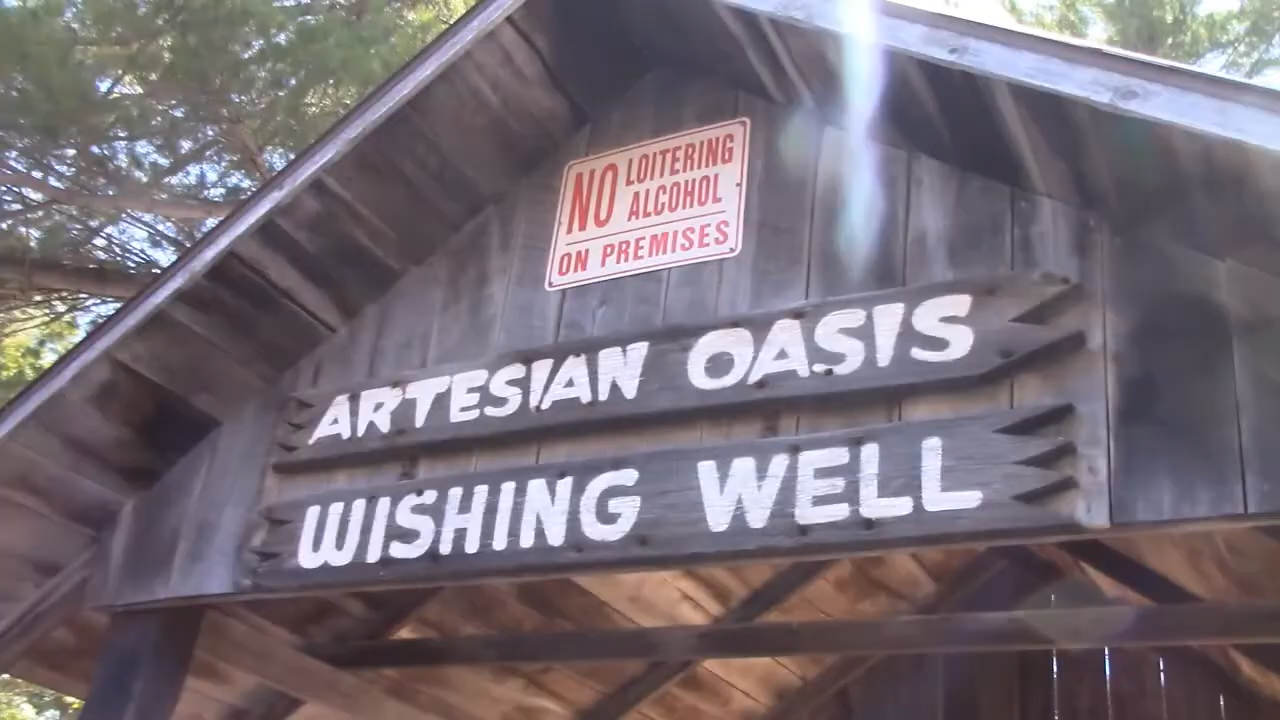 NO LOITERING
ALCOHOL
ON PREMISES
ARTESIAN OASIS
WISHING WELL